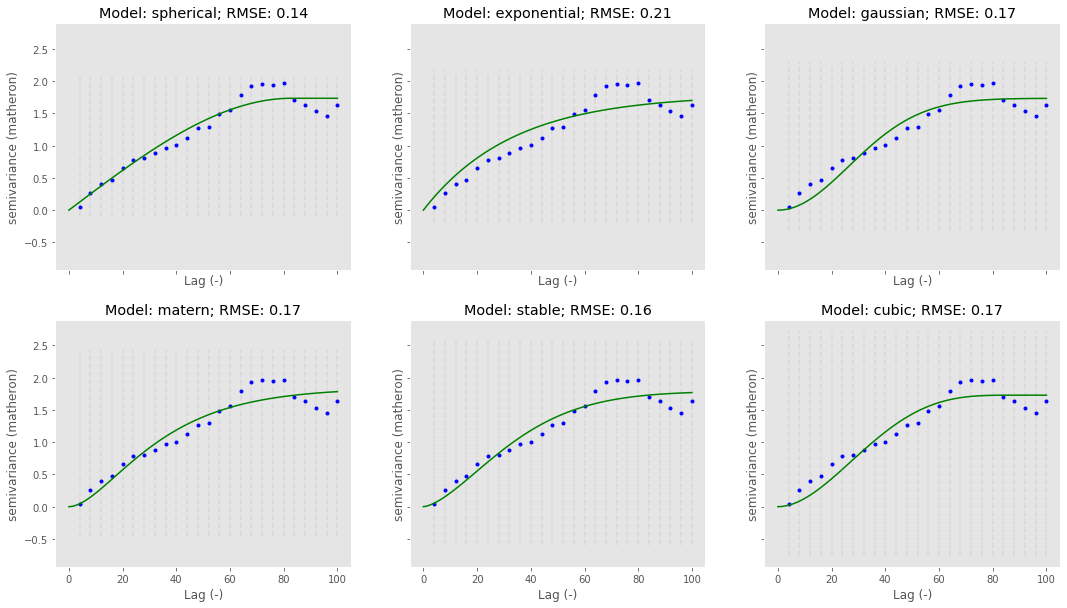 Model: spherical; RMSE: 0.14
Model: exponential; RMSE: 0.21
Model: gaussian; RMSE: 0.17
semivariance (matheron)
2.5
2.0
1.5
1.0
0.5
0.0
−0.5
semivariance (matheron)
semivariance (matheron)
Lag (-)
Lag (-)
Lag (-)
Model: matern; RMSE: 0.17
Model: stable; RMSE: 0.16
Model: cubic; RMSE: 0.17
semivariance (matheron)
2.5
2.0
1.5
1.0
0.5
0.0
−0.5
semivariance (matheron)
semivariance (matheron)
0 20 40 60 80 100
0 20 40 60 80 100
0 20 40 60 80 100
Lag (-)
Lag (-)
Lag (-)